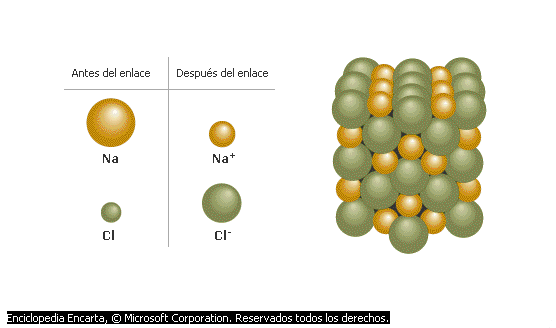 Antes del enlace Después del enlace
Na Na⁺
Cl Cl⁻
Enciclopedia Encarta, © Microsoft Corporation. Reservados todos los derechos.